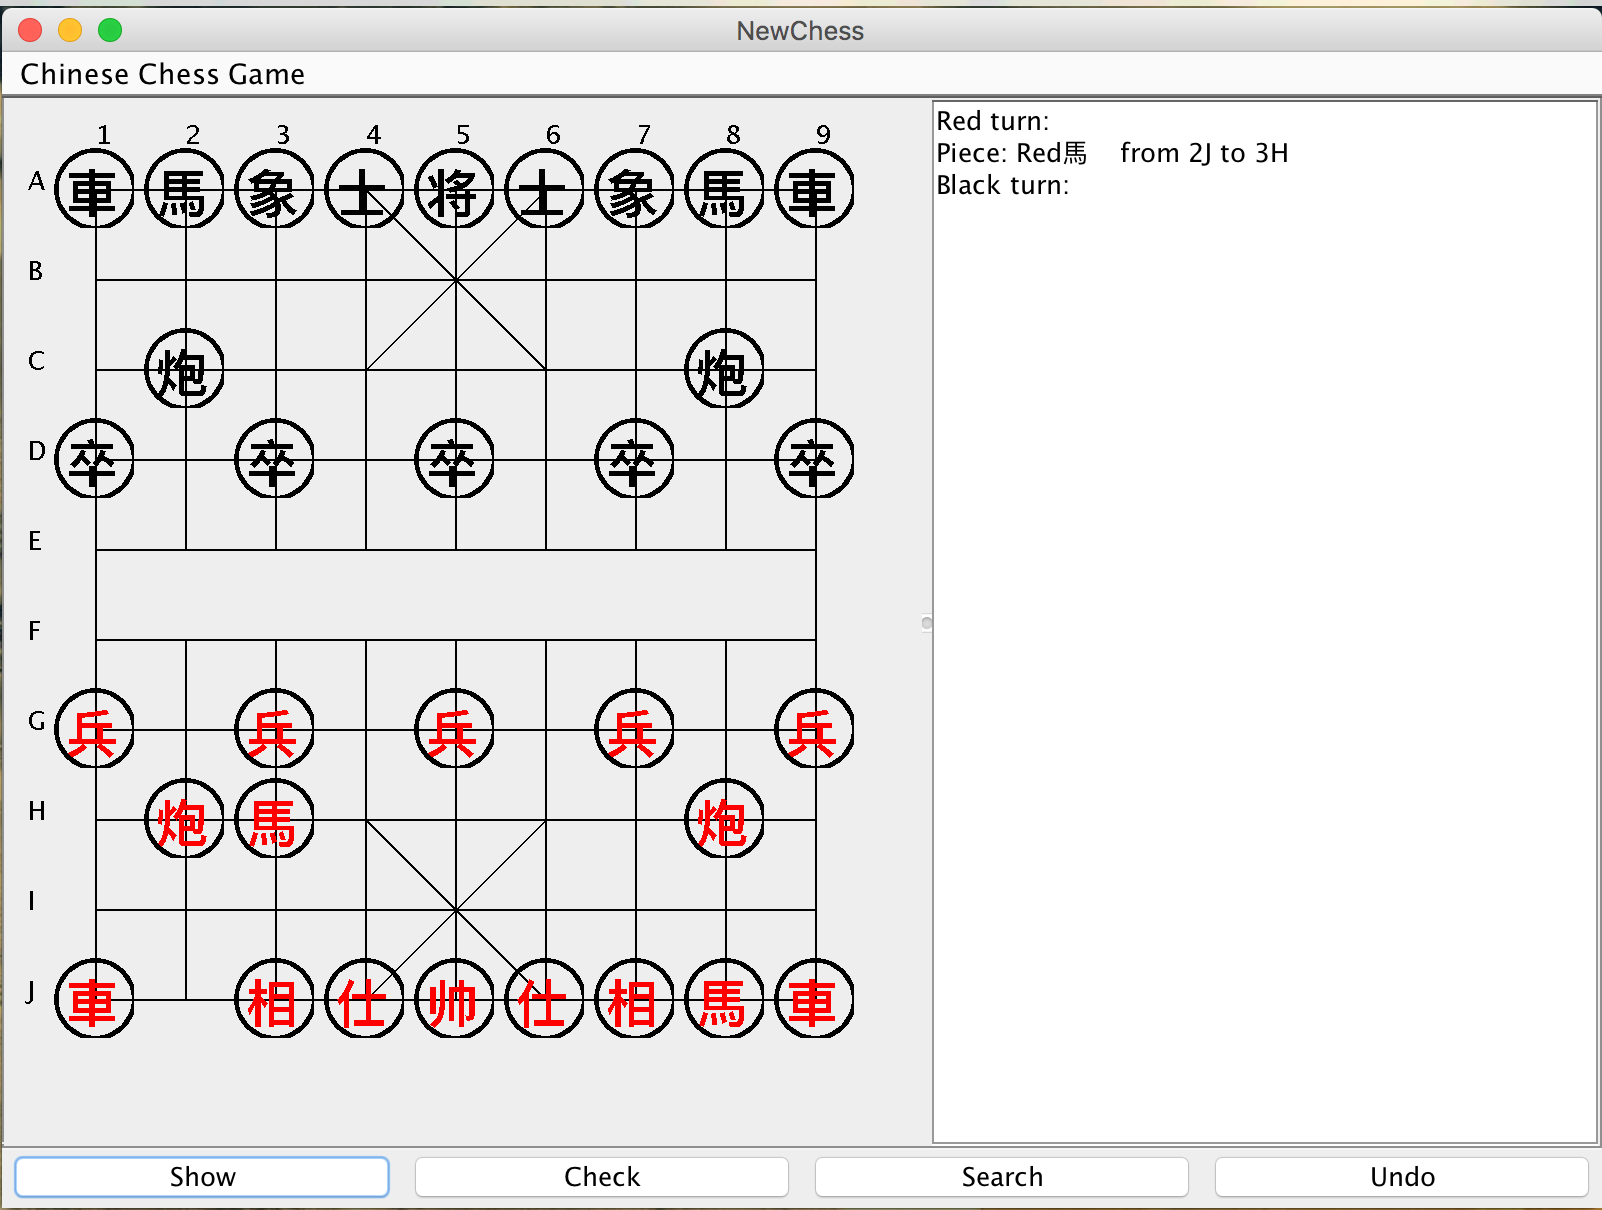 NewChess
Chinese Chess Game
1 2 3 4 5 6 7 8 9
A 車 馬 象 士 将 士 象 馬 車
B
C 炮 炮
D 卒 卒 卒 卒 卒
E
F
G 兵 兵 兵 兵 兵
H 炮 馬 炮
I
J 車 相 仕 帅 仕 相 馬 車
Red turn:
Piece: Red馬 from 2J to 3H
Black turn:
Show Check Search Undo